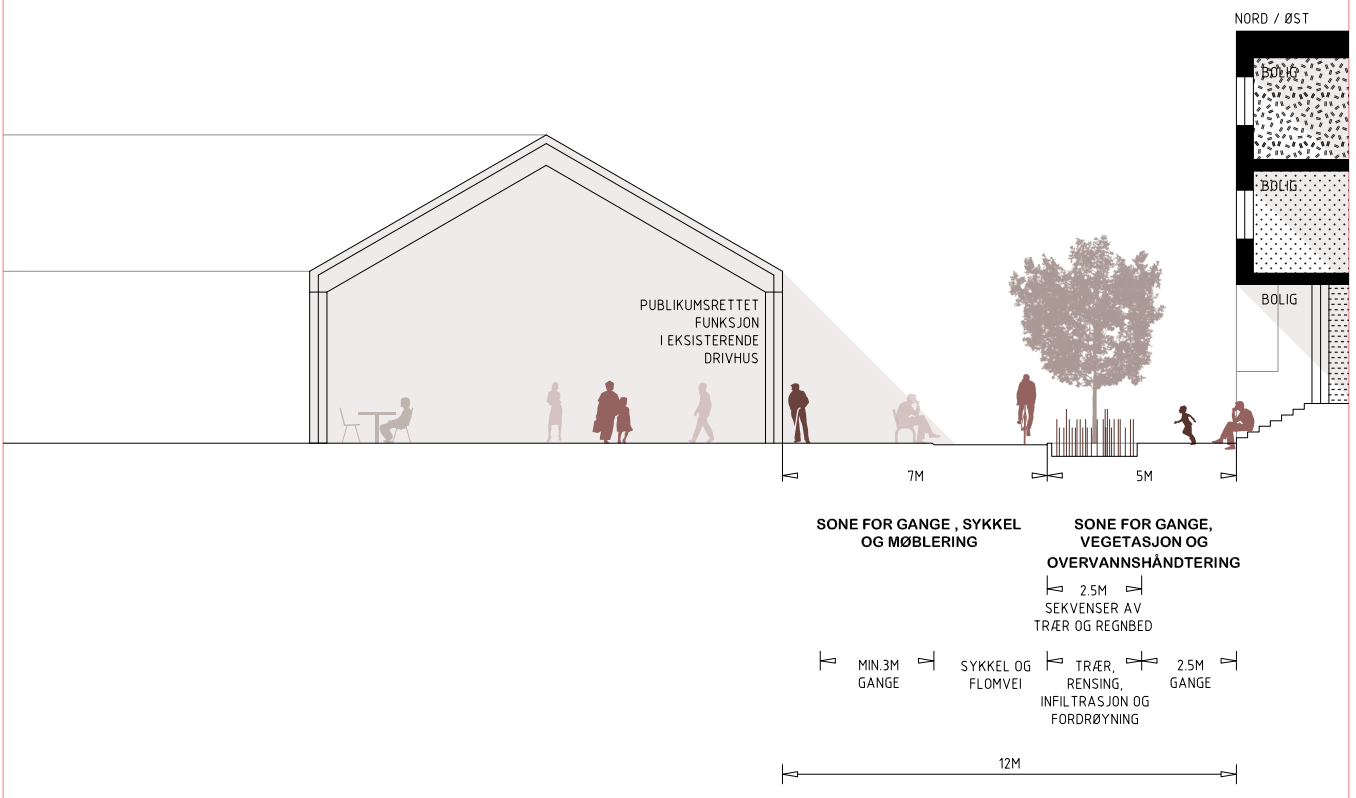 NORD / ØST
BOLIG
BOLIG
BOLIG
PUBLIKUMSRETTET
FUNKSJON
I EKSISTERENDE
DRIVHUS
7M
5M
SONE FOR GANGE , SYKKEL
OG MØBLERING
SONE FOR GANGE,
VEGETASJON OG
OVERVANNSHÅNDTERING
2.5M
SEKVENSER AV
TRÆR OG REGNBED
MIN.3M
GANGE
SYKKEL OG
FLOMVEI
TRÆR,
RENSING,
INFILTRASJON OG
FORDRØYNING
2.5M
GANGE
12M